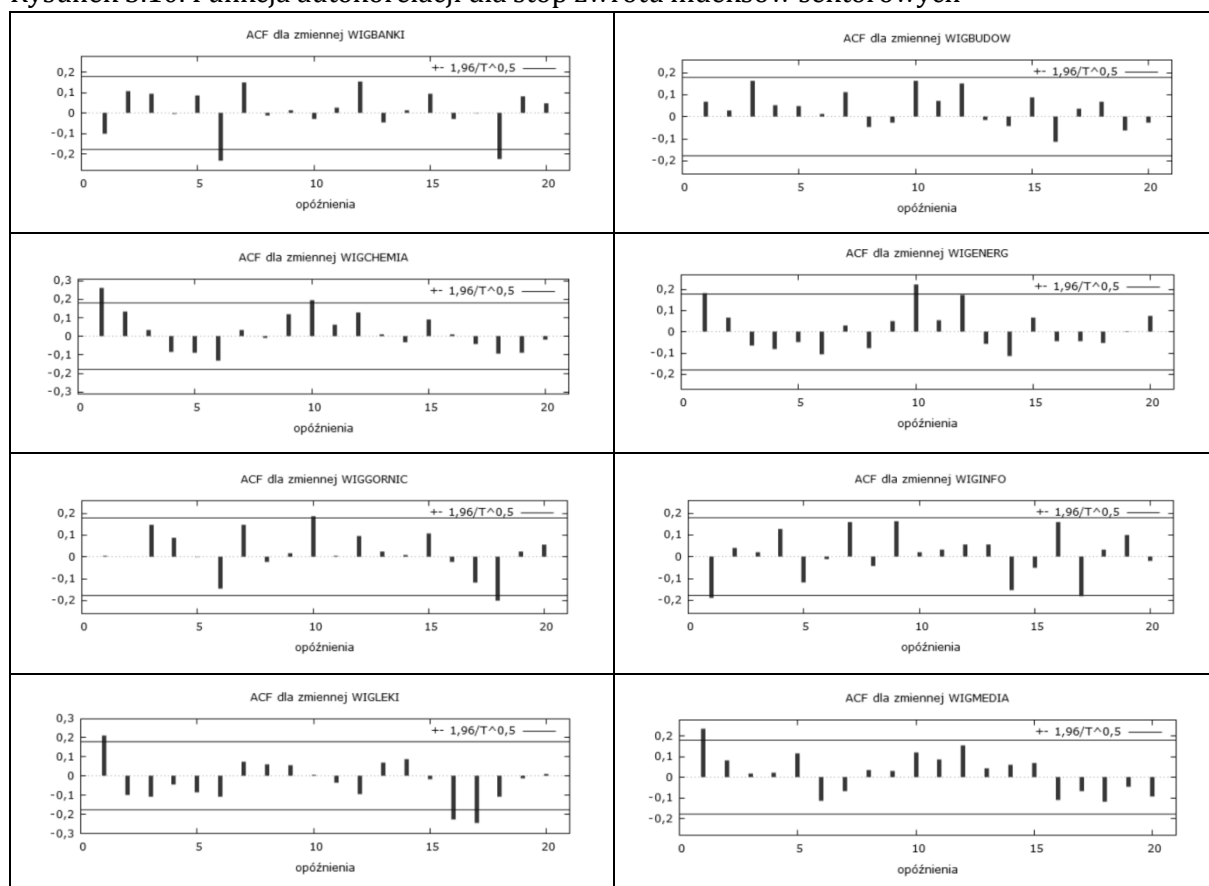 Rysunek Funkcja autokorelacji dla stóp zwrotu indeksów sektorowych
ACF dla zmiennej WIGBANKI
+- 1,96/T^0,5
0,2
0,1
0
-0,1
-0,2
0 5 10 15 20
opóźnienia
ACF dla zmiennej WIGBUDOW
+- 1,96/T^0,5
0,2
0,1
0
-0,1
-0,2
0 5 10 15 20
opóźnienia
ACF dla zmiennej WIGCHEMIA
+- 1,96/T^0,5
0,3
0,2
0,1
0
-0,1
-0,2
-0,3
0 5 10 15 20
opóźnienia
ACF dla zmiennej WIGENERG
+- 1,96/T^0,5
0,2
0,1
0
-0,1
-0,2
0 5 10 15 20
opóźnienia
ACF dla zmiennej WIGGORNIC
+- 1,96/T^0,5
0,2
0,1
0
-0,1
-0,2
0 5 10 15 20
opóźnienia
ACF dla zmiennej WIGINFO
+- 1,96/T^0,5
0,2
0,1
0
-0,1
-0,2
0 5 10 15 20
opóźnienia
ACF dla zmiennej WIGLEKI
+- 1,96/T^0,5
0,3
0,2
0,1
0
-0,1
-0,2
-0,3
0 5 10 15 20
opóźnienia
ACF dla zmiennej WIGMEDIA
+- 1,96/T^0,5
0,2
0,1
0
-0,1
-0,2
0 5 10 15 20
opóźnienia